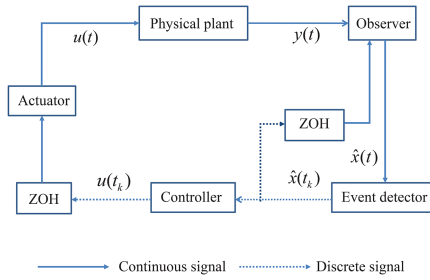 Physical plant
Observer
u(t)
y(t)
Actuator
ZOH
x̂(t)
u(t_k)
x̂(t_k)
ZOH
Controller
Event detector
Continuous signal
Discrete signal